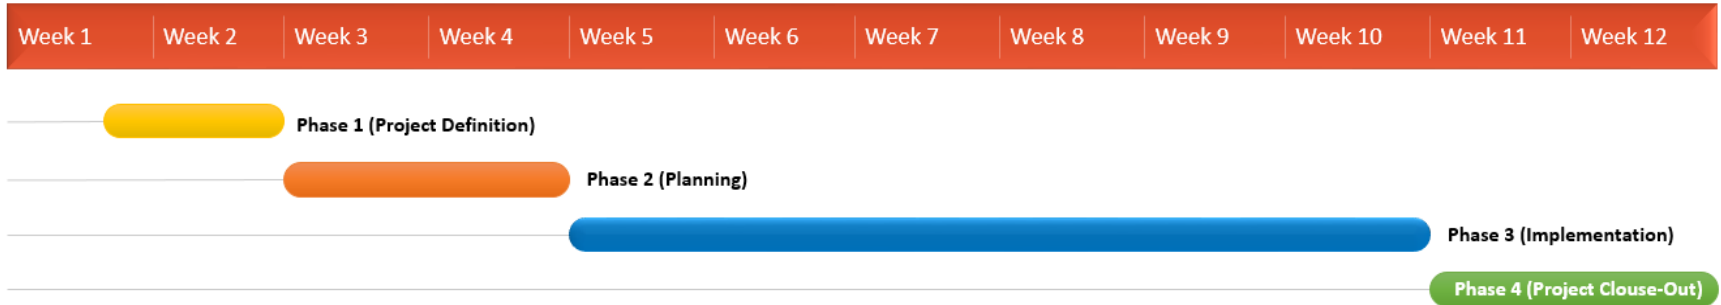 Week 1 Week 2 Week 3 Week 4 Week 5 Week 6 Week 7 Week 8 Week 9 Week 10 Week 11 Week 12
Phase 1 (Project Definition)
Phase 2 (Planning)
Phase 3 (Implementation)
Phase 4 (Project Clouse-Out)